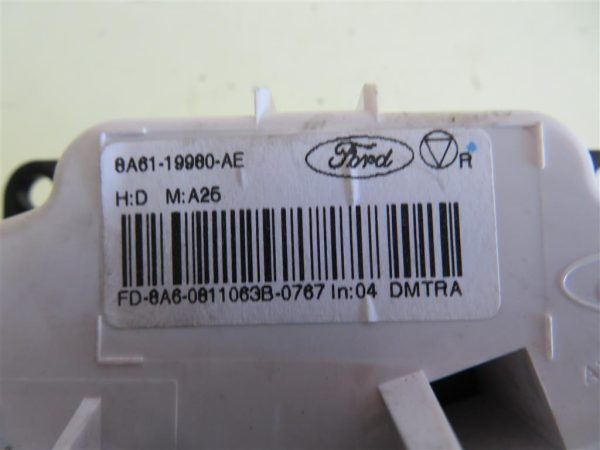 8A61-19980-AE
Ford
R
H:D M:A25
FD-8A6-0811063B-0767 In:04 DMTRA